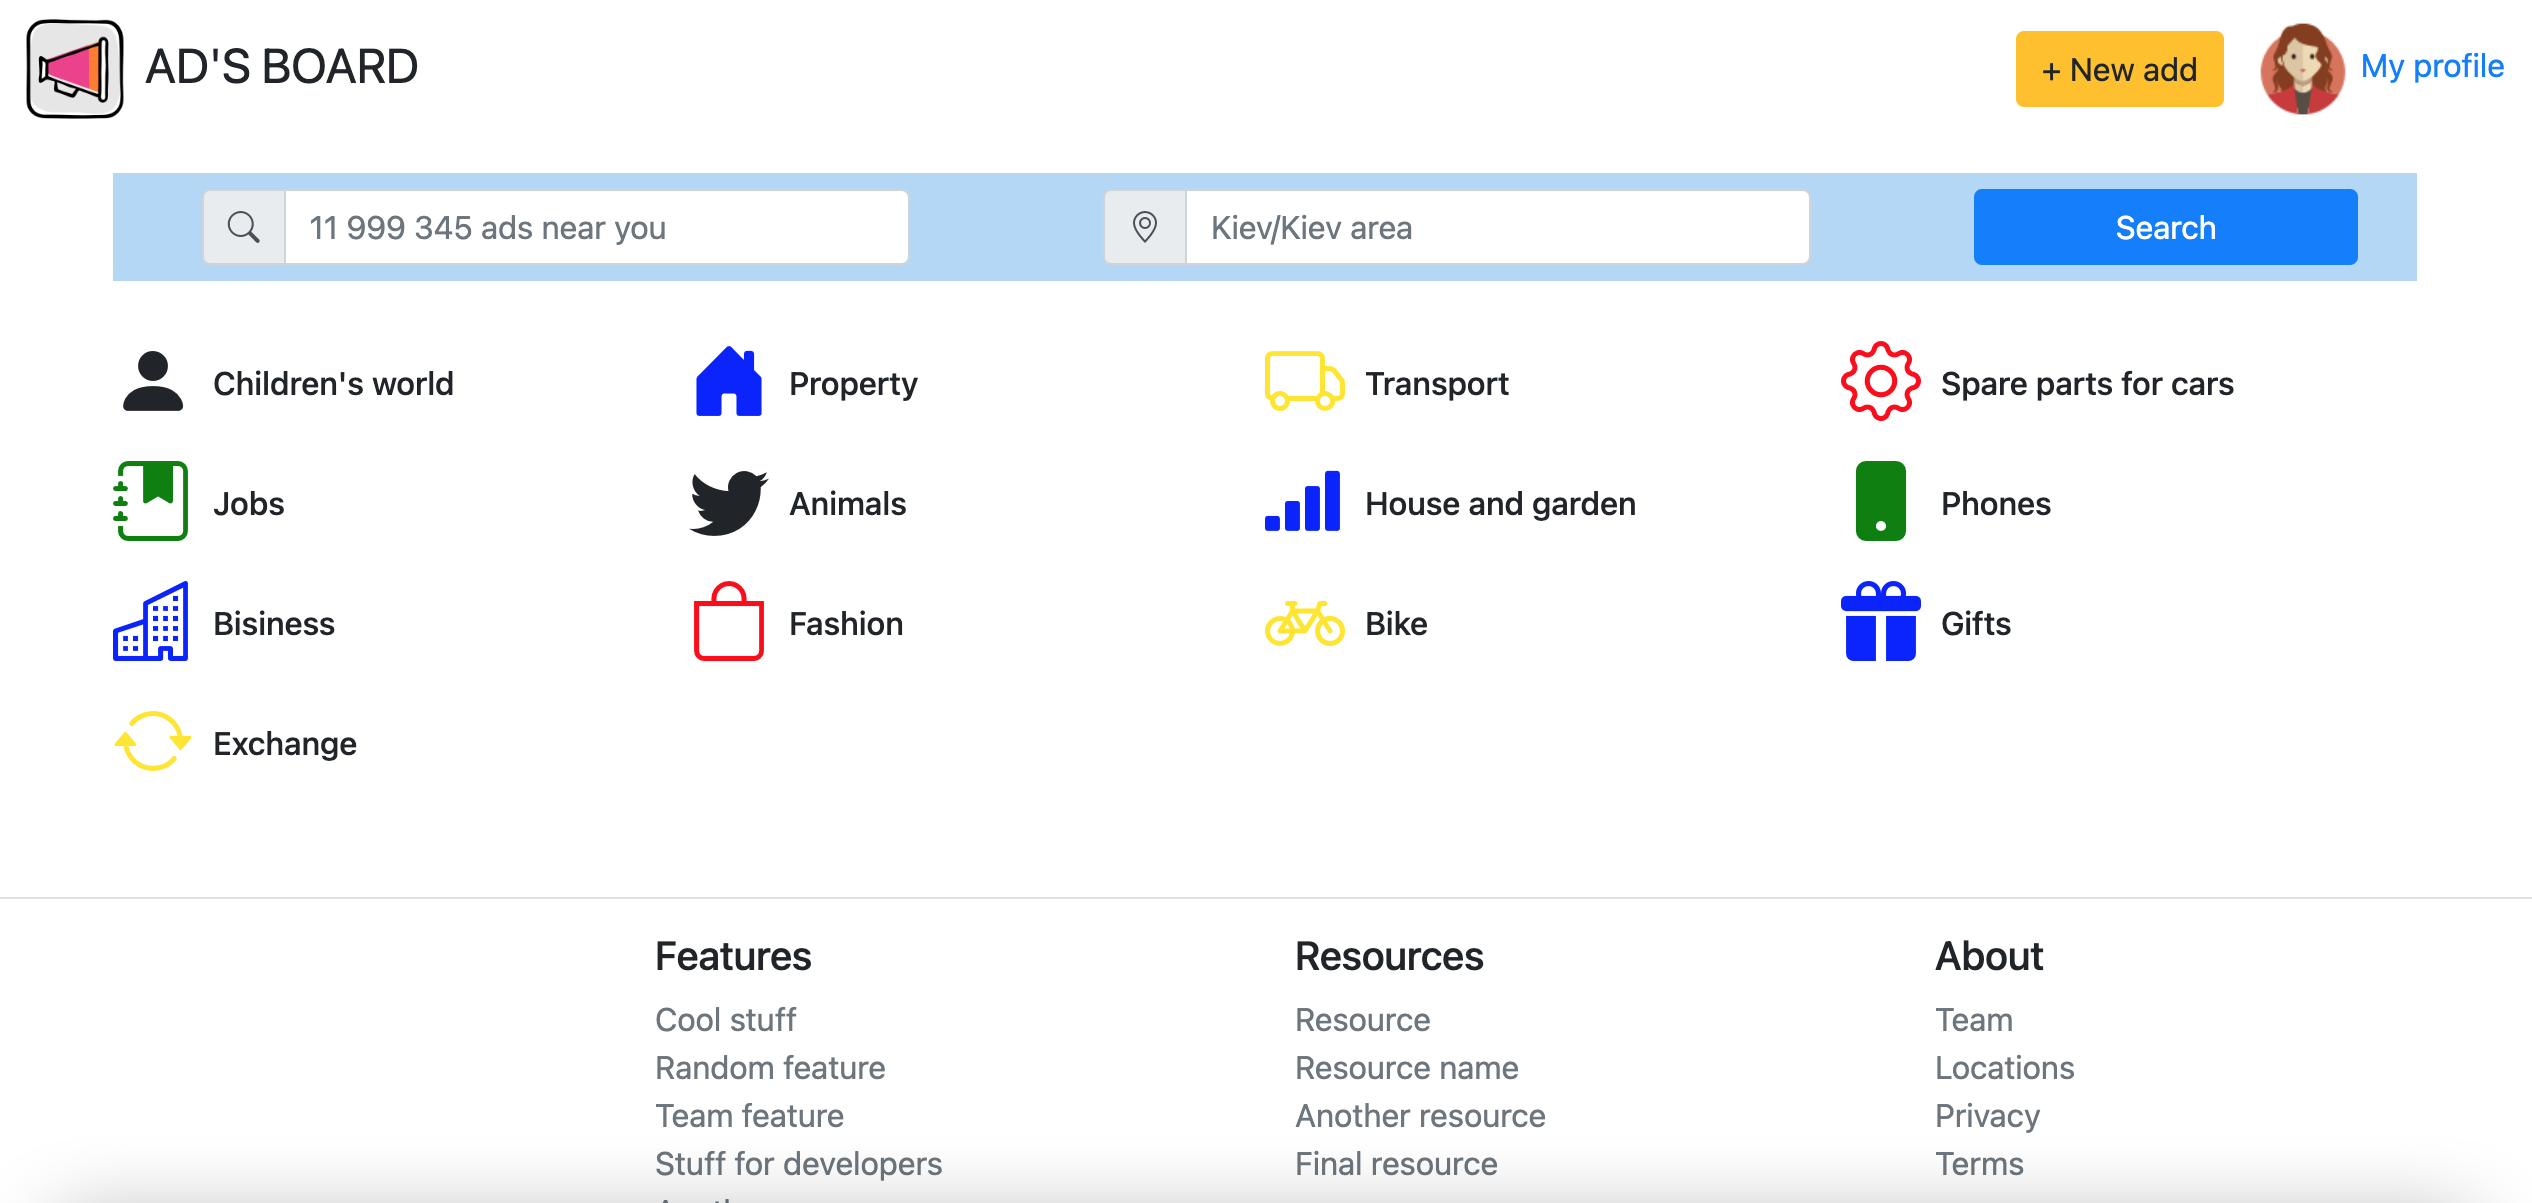 AD'S BOARD
+ New add
My profile
11 999 345 ads near you
Kiev/Kiev area
Search
Children's world
Property
Transport
Spare parts for cars
Jobs
Animals
House and garden
Phones
Bisiness
Fashion
Bike
Gifts
Exchange
Features
Cool stuff
Random feature
Team feature
Stuff for developers
Resources
Resource
Resource name
Another resource
Final resource
About
Team
Locations
Privacy
Terms